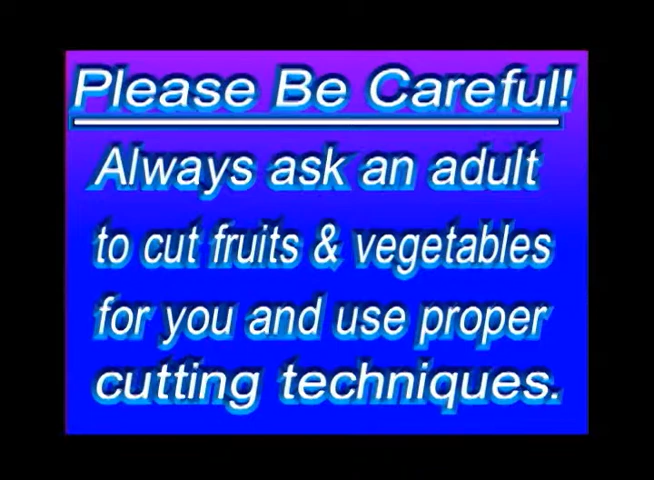 Please Be Careful!
Always ask an adult
to cut fruits & vegetables
for you and use proper
cutting techniques.